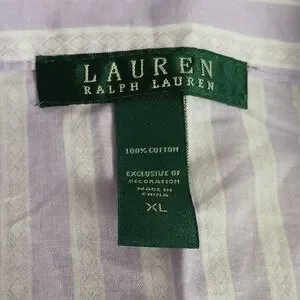 LAUREN
RALPH LAUREN
100% COTTON
EXCLUSIVE OF
DECORATION
MADE IN
CHINA
XL